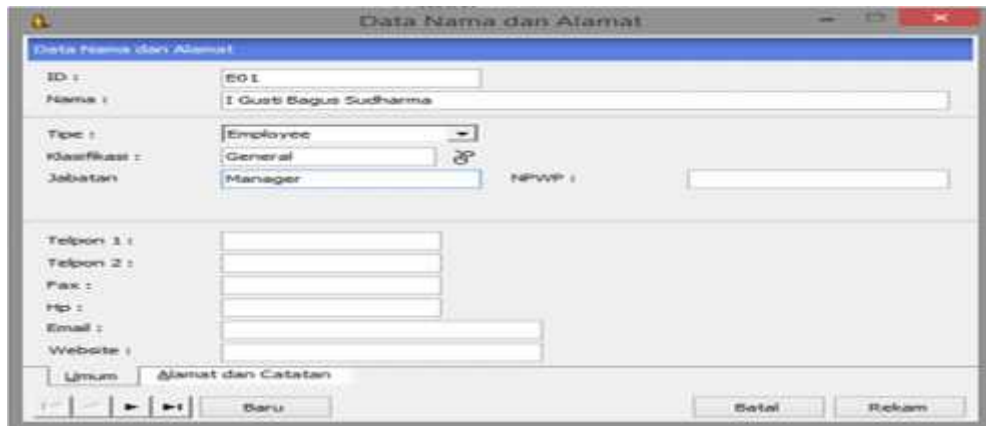 Data Nama dan Alamat
Data Nama dan Alamat
ID : E01
Nama : I Gusti Bagus Sudharma
Tipe : Employee
Klasifikasi : General
Jabatan Manager NPWP :
Telpon 1 :
Telpon 2 :
Fax :
Hp :
Email :
Website :
Umum Alamat dan Catatan
Baru Batal Rekam